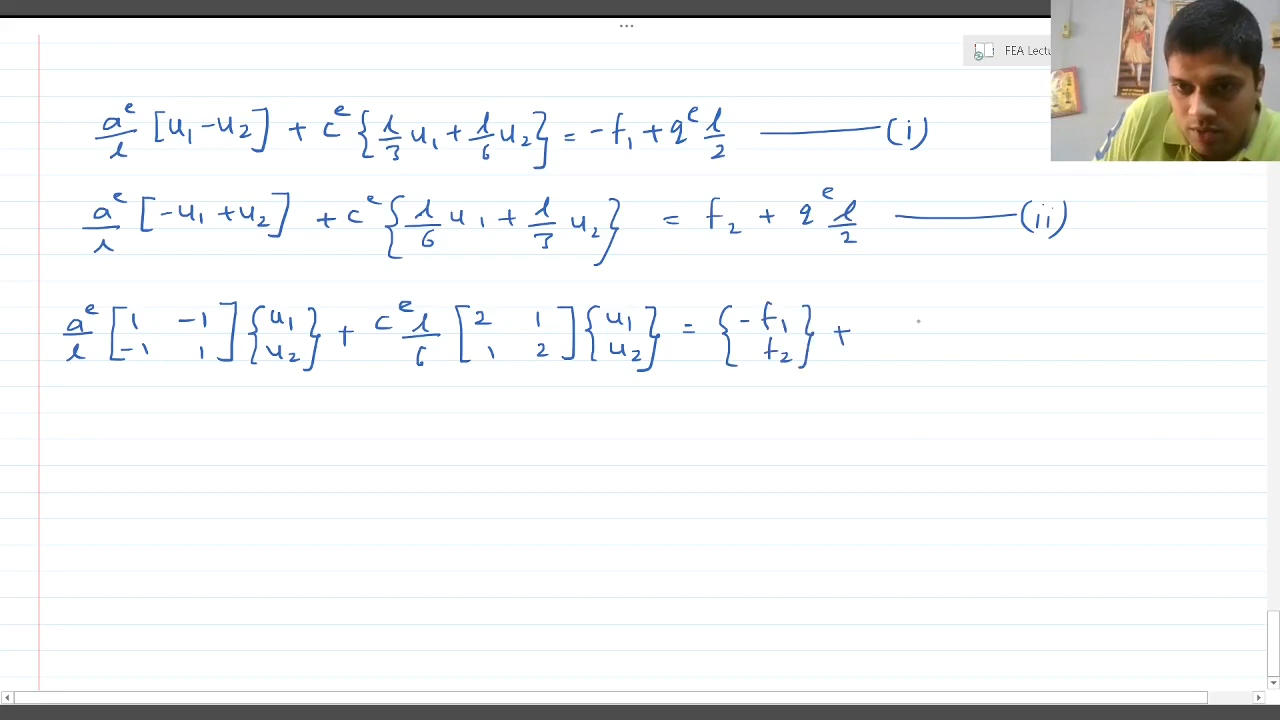 FEA Lectu
a^e/l [u₁ - u₂] + c^e {l/3 u₁ + l/6 u₂} = - f₁ + q^e l/2 —— (i)
a^e/l [-u₁ + u₂] + c^e {l/6 u₁ + l/3 u₂} = f₂ + q^e l/2 —— (ii)
a^e/l [1 -1; -1 1] {u₁; u₂} + c^e l/6 [2 1; 1 2] {u₁; u₂} = {-f₁; f₂} +